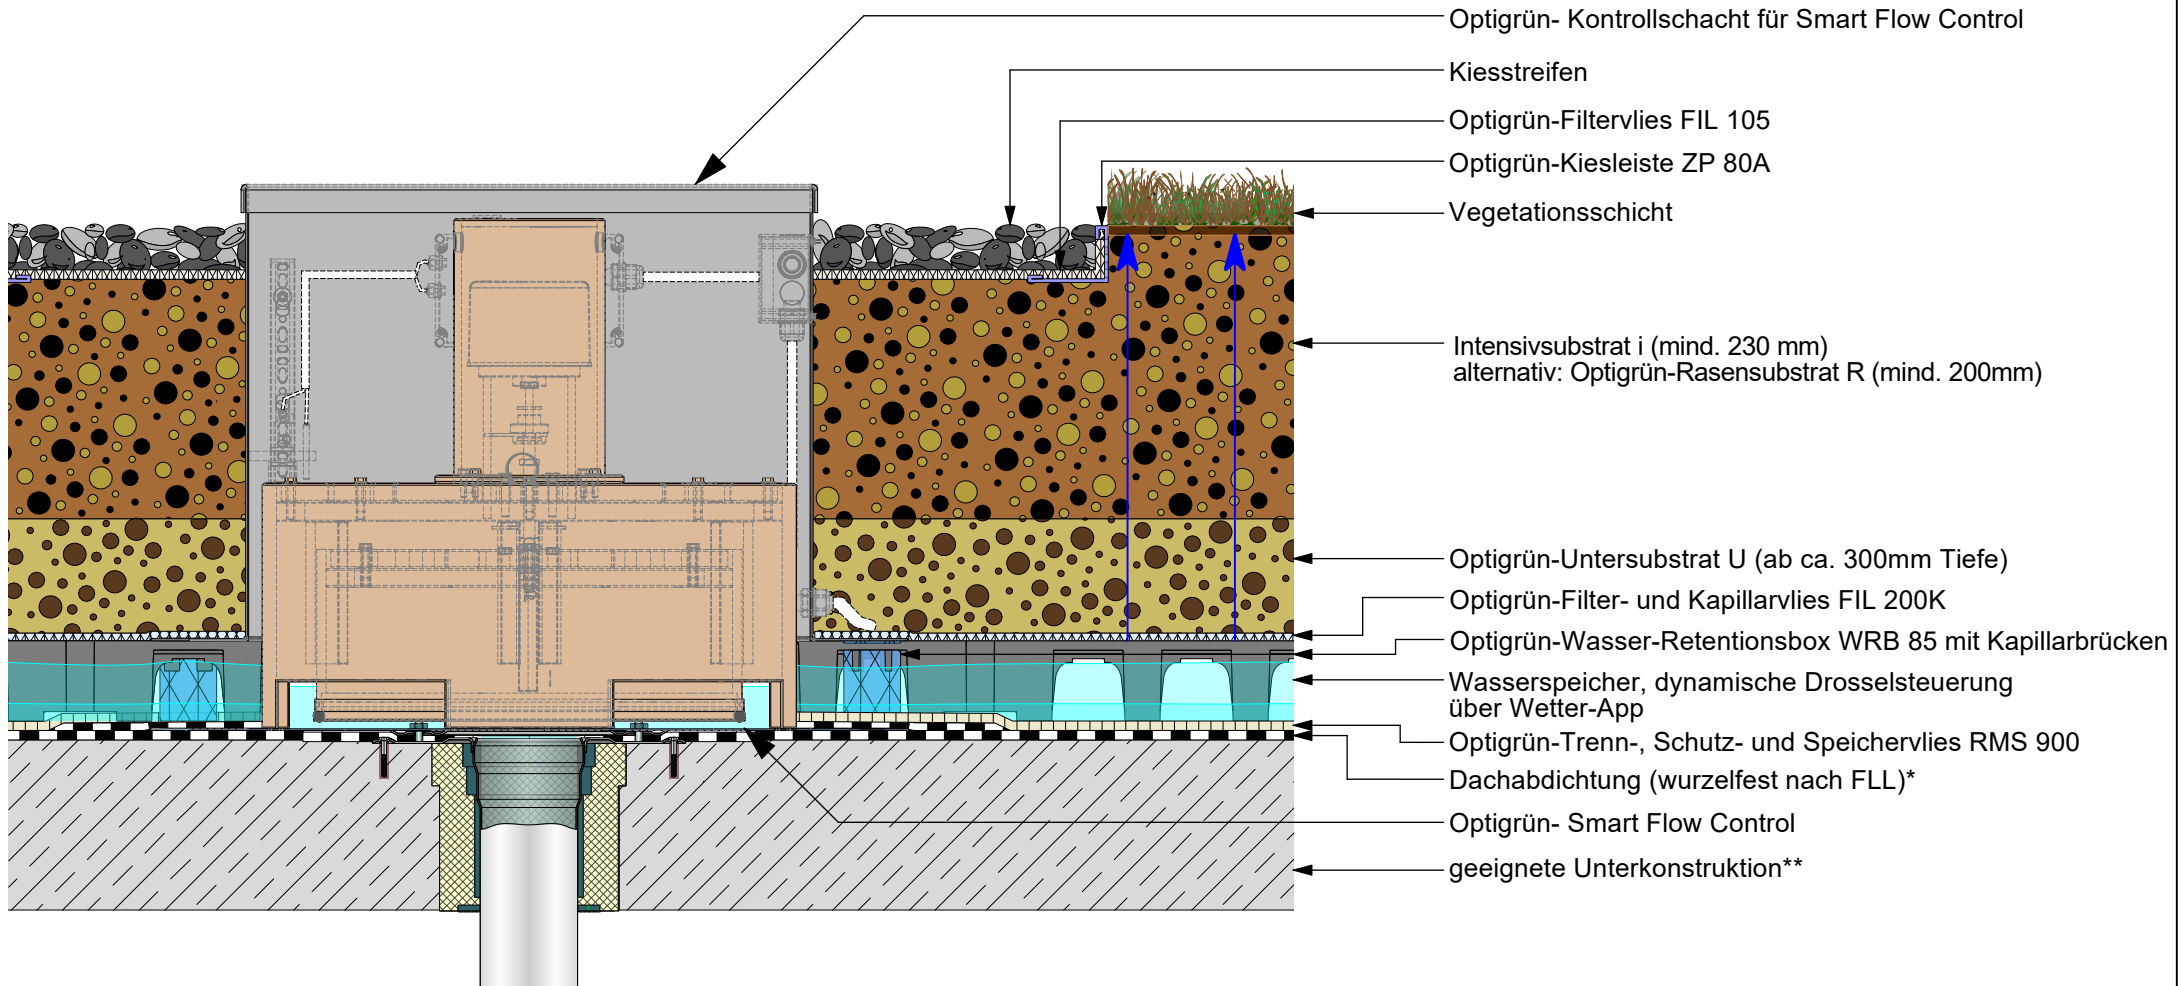 Optigrün- Kontrollschacht für Smart Flow Control
Kiesstreifen
Optigrün-Filtervlies FIL 105
Optigrün-Kiesleiste ZP 80A
Vegetationsschicht
Intensivsubstrat i (mind. 230 mm)
alternativ: Optigrün-Rasensubstrat R (mind. 200mm)
Optigrün-Untersubstrat U (ab ca. 300mm Tiefe)
Optigrün-Filter- und Kapillarvlies FIL 200K
Optigrün-Wasser-Retentionsbox WRB 85 mit Kapillarbrücken
Wasserspeicher, dynamische Drosselsteuerung
über Wetter-App
Optigrün-Trenn-, Schutz- und Speichervlies RMS 900
Dachabdichtung (wurzelfest nach FLL)*
Optigrün- Smart Flow Control
geeignete Unterkonstruktion**